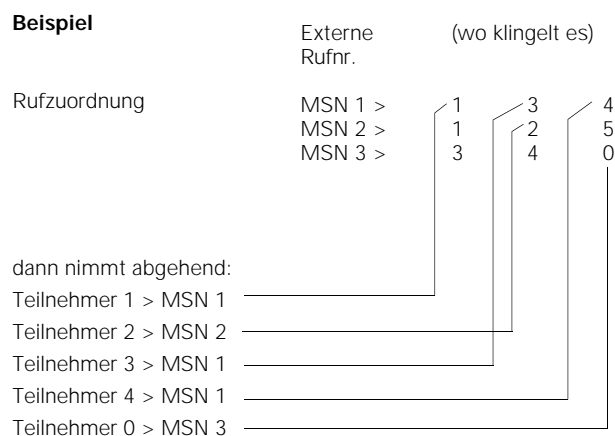 Beispiel
Externe (wo klingelt es)
Rufnr.
Rufzuordnung MSN 1 > 1 3 4
MSN 2 > 1 2 5
MSN 3 > 3 4 0
dann nimmt abgehend:
Teilnehmer 1 > MSN 1
Teilnehmer 2 > MSN 2
Teilnehmer 3 > MSN 1
Teilnehmer 4 > MSN 1
Teilnehmer 0 > MSN 3